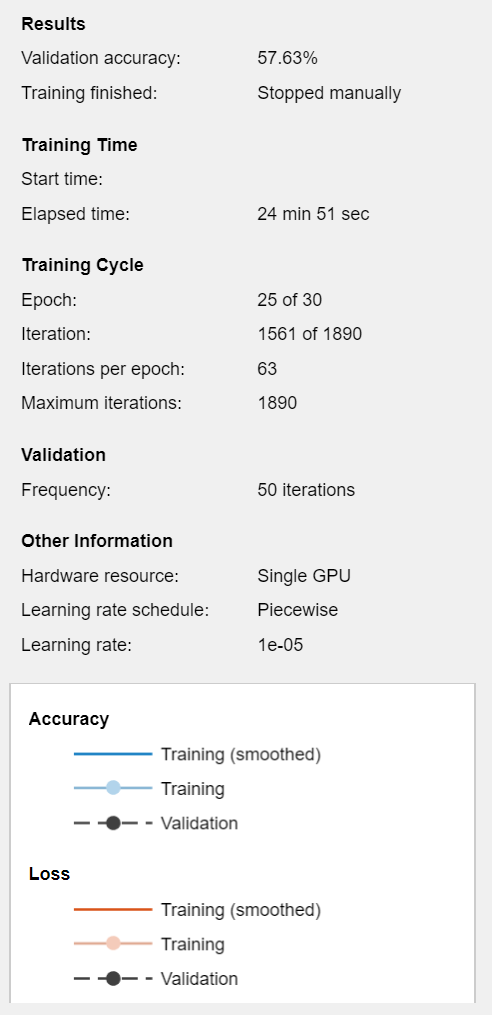 Results
Validation accuracy: 57.63%
Training finished: Stopped manually
Training Time
Start time:
Elapsed time: 24 min 51 sec
Training Cycle
Epoch: 25 of 30
Iteration: 1561 of 1890
Iterations per epoch: 63
Maximum iterations: 1890
Validation
Frequency: 50 iterations
Other Information
Hardware resource: Single GPU
Learning rate schedule: Piecewise
Learning rate: 1e-05
Accuracy
Training (smoothed)
Training
Validation
Loss
Training (smoothed)
Training
Validation